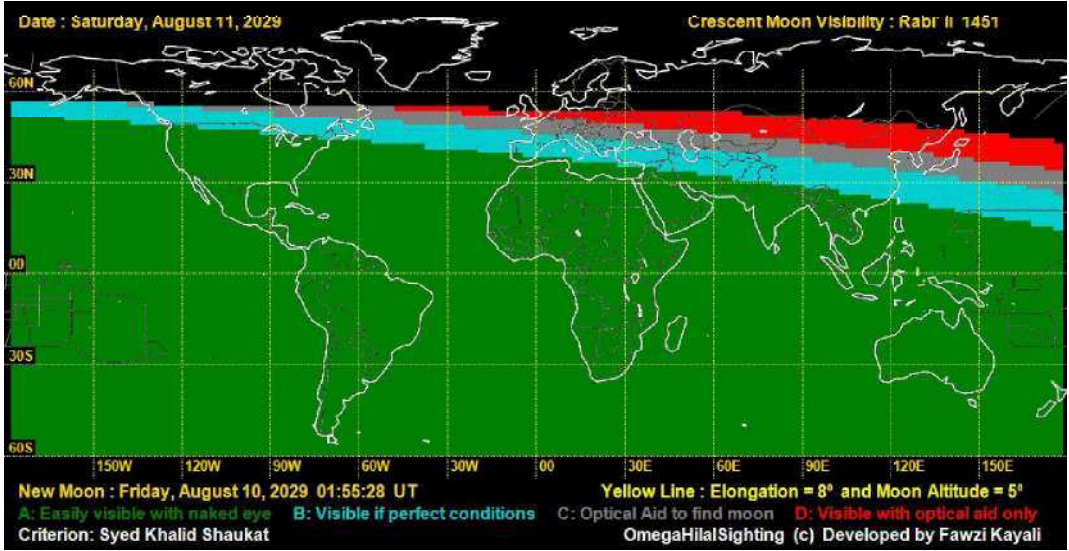 Date : Saturday, August 11, 2029
Crescent Moon Visibility : Rabi' II 1451
60N
30N
00
30S
60S
150W 120W 90W 60W 30W 00 30E 60E 90E 120E 150E
New Moon : Friday, August 10, 2029 01:55:28 UT
Yellow Line : Elongation = 8º and Moon Altitude = 5º
A: Easily visible with naked eye
B: Visible if perfect conditions
C: Optical Aid to find moon
D: Visible with optical aid only
Criterion: Syed Khalid Shaukat
OmegaHilalSighting (c) Developed by Fawzi Kayali